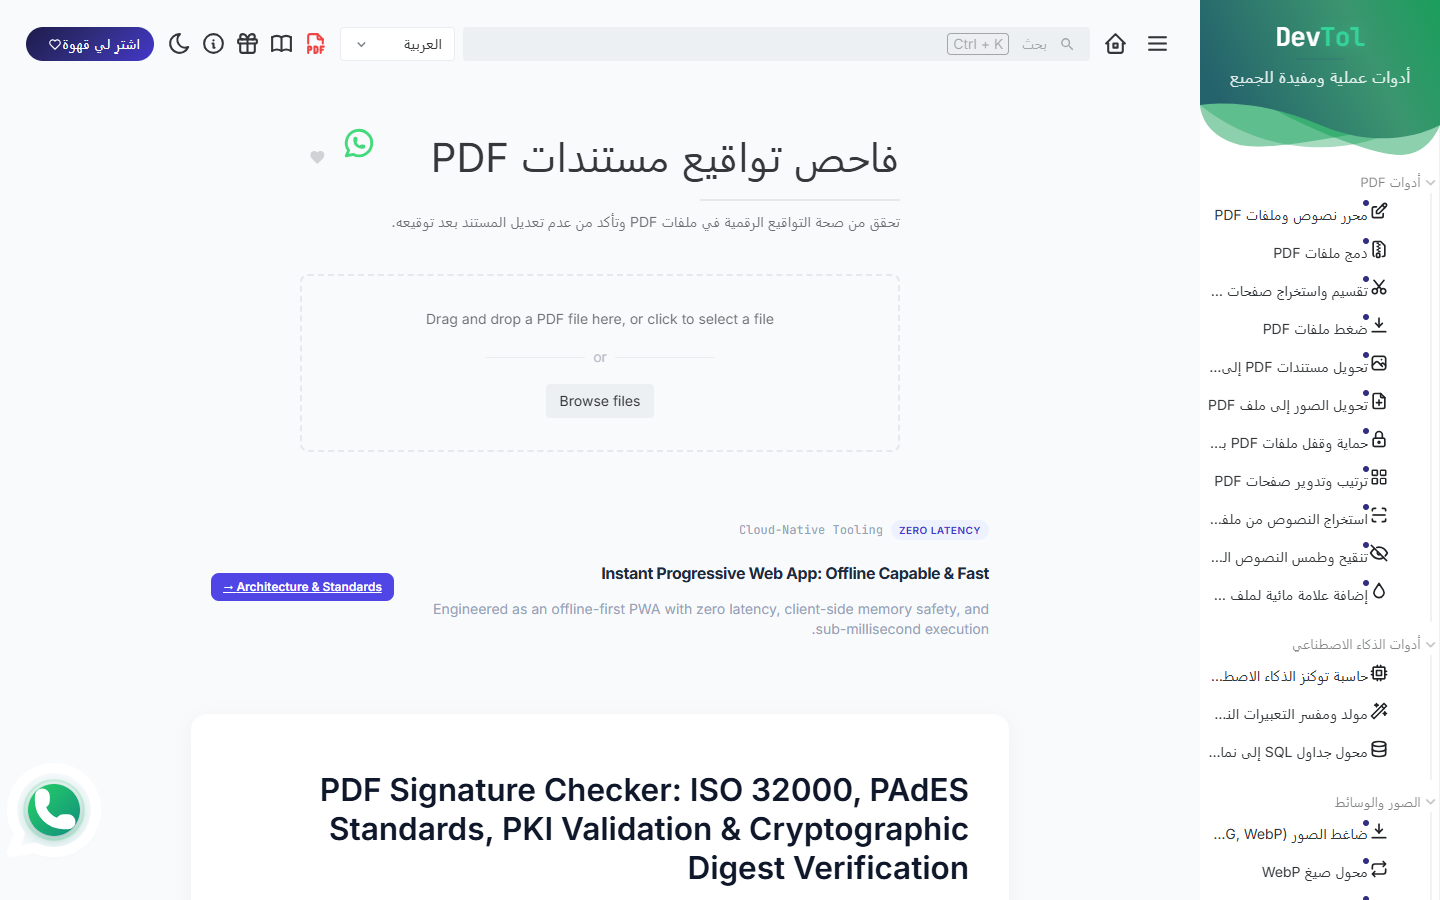 DevTol
أدوات عملية ومفيدة للجميع
بحث
Ctrl + K
العربية
PDF
اشترِ لي قهوة
أدوات PDF
محرر نصوص وملفات PDF
دمج ملفات PDF
تقسيم واستخراج صفحات ...
ضغط ملفات PDF
تحويل مستندات PDF إلى...
تحويل الصور إلى ملف PDF
حماية وقفل ملفات PDF بـ...
ترتيب وتدوير صفحات PDF
استخراج النصوص من ملف...
تنقيح وطمس النصوص الـ...
إضافة علامة مائية لملف ...
أدوات الذكاء الاصطناعي
حاسبة توكنز الذكاء الاصطـ...
مولد ومفسر التعبيرات النـ...
محول جداول SQL إلى نما...
الصور والوسائط
ضاغط الصور (G, WebP...
محول صيغ WebP
فاحص تواقيع مستندات PDF
تحقق من صحة التواقيع الرقمية في ملفات PDF وتأكد من عدم تعديل المستند بعد توقيعه.
Drag and drop a PDF file here, or click to select a file
or
Browse files
ZERO LATENCY
Cloud-Native Tooling
Instant Progressive Web App: Offline Capable & Fast
Engineered as an offline-first PWA with zero latency, client-side memory safety, and
sub-millisecond execution.
Architecture & Standards →
PDF Signature Checker: ISO 32000, PAdES
Standards, PKI Validation & Cryptographic
Digest Verification